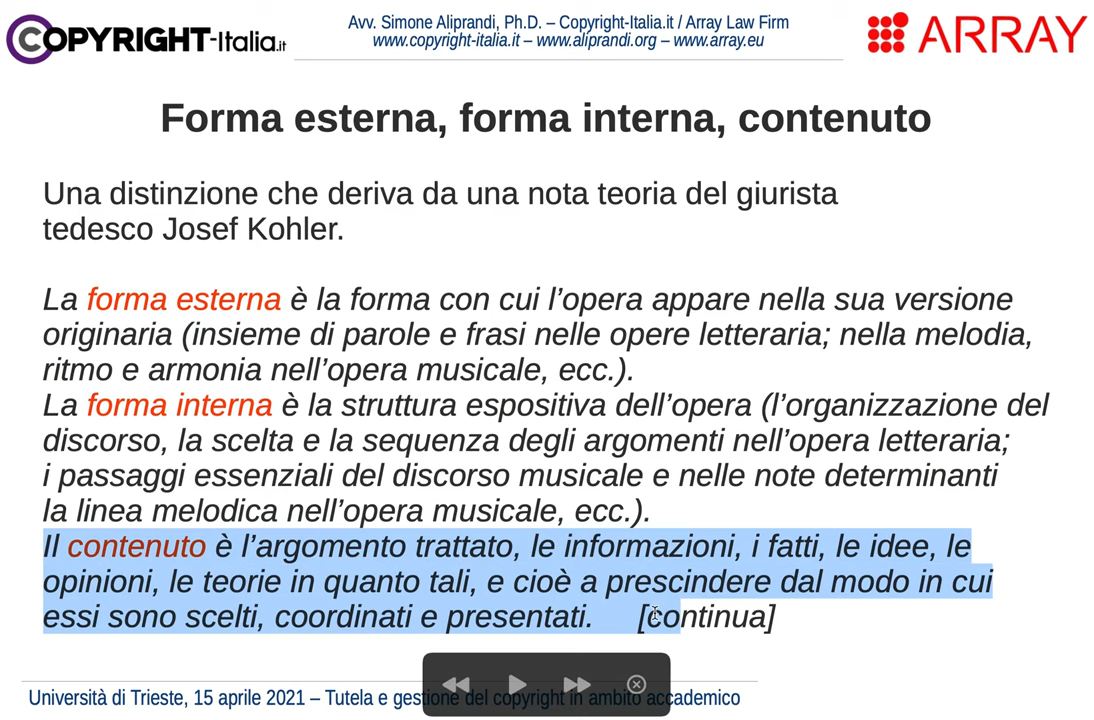 COPYRIGHT-Italia.it
Avv. Simone Aliprandi, Ph.D. – Copyright-Italia.it / Array Law Firm
www.copyright-italia.it – www.aliprandi.org – www.array.eu
ARRAY
Forma esterna, forma interna, contenuto
Una distinzione che deriva da una nota teoria del giurista
tedesco Josef Kohler.
La forma esterna è la forma con cui l’opera appare nella sua versione
originaria (insieme di parole e frasi nelle opere letteraria; nella melodia,
ritmo e armonia nell’opera musicale, ecc.).
La forma interna è la struttura espositiva dell’opera (l’organizzazione del
discorso, la scelta e la sequenza degli argomenti nell’opera letteraria;
i passaggi essenziali del discorso musicale e nelle note determinanti
la linea melodica nell’opera musicale, ecc.).
Il contenuto è l’argomento trattato, le informazioni, i fatti, le idee, le
opinioni, le teorie in quanto tali, e cioè a prescindere dal modo in cui
essi sono scelti, coordinati e presentati. [continua]
Università di Trieste, 15 aprile 2021 – Tutela e gestione del copyright in ambito accademico